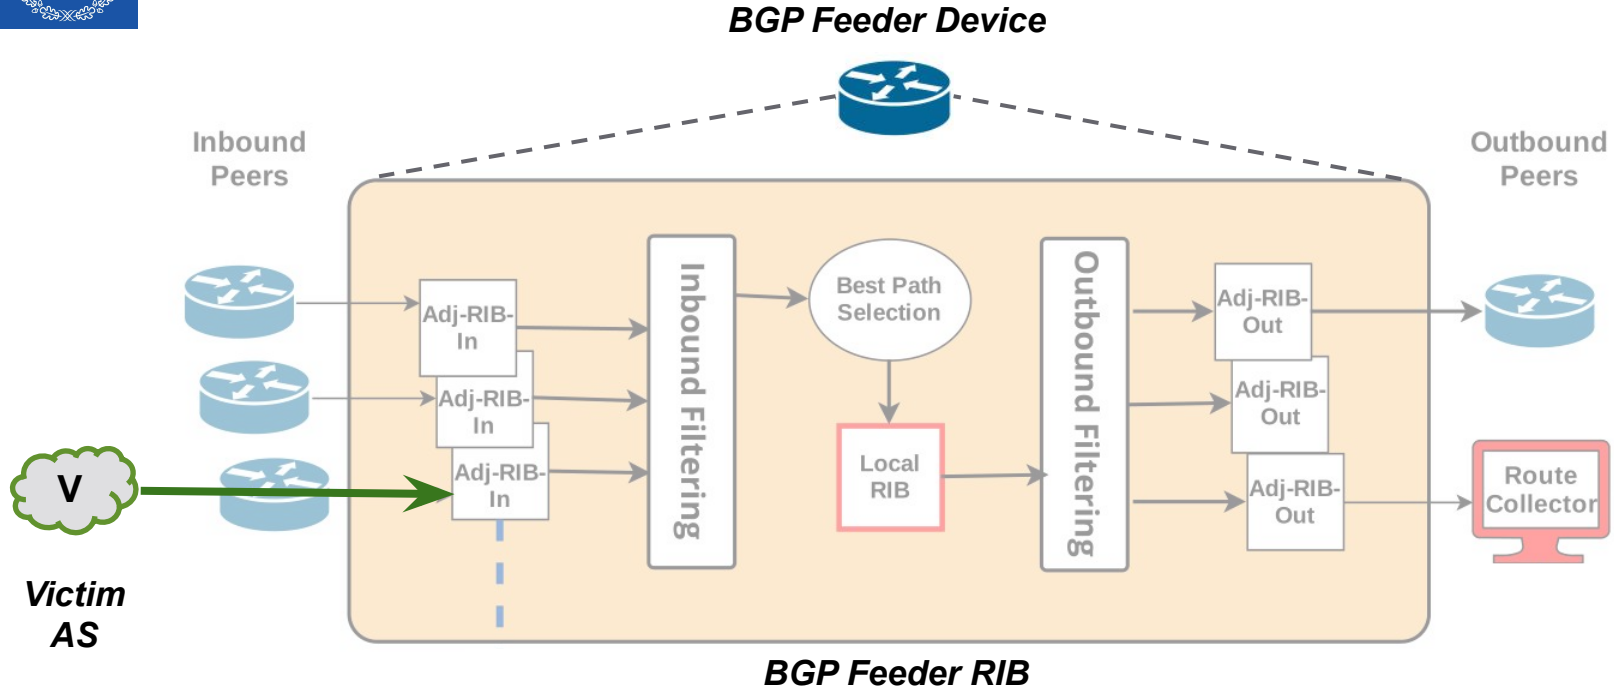 BGP Feeder Device
Inbound
Peers
Outbound
Peers
Adj-RIB-
In
Adj-RIB-
In
Adj-RIB-
In
Inbound Filtering
Best Path
Selection
Local
RIB
Outbound Filtering
Adj-RIB-
Out
Adj-RIB-
Out
Adj-RIB-
Out
Route
Collector
V
Victim
AS
BGP Feeder RIB